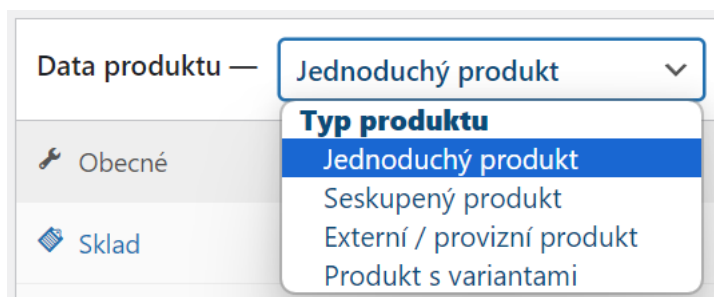 Data produktu — Jednoduchý produkt
Typ produktu
Jednoduchý produkt
Seskupený produkt
Externí / provizní produkt
Produkt s variantami
Obecné
Sklad